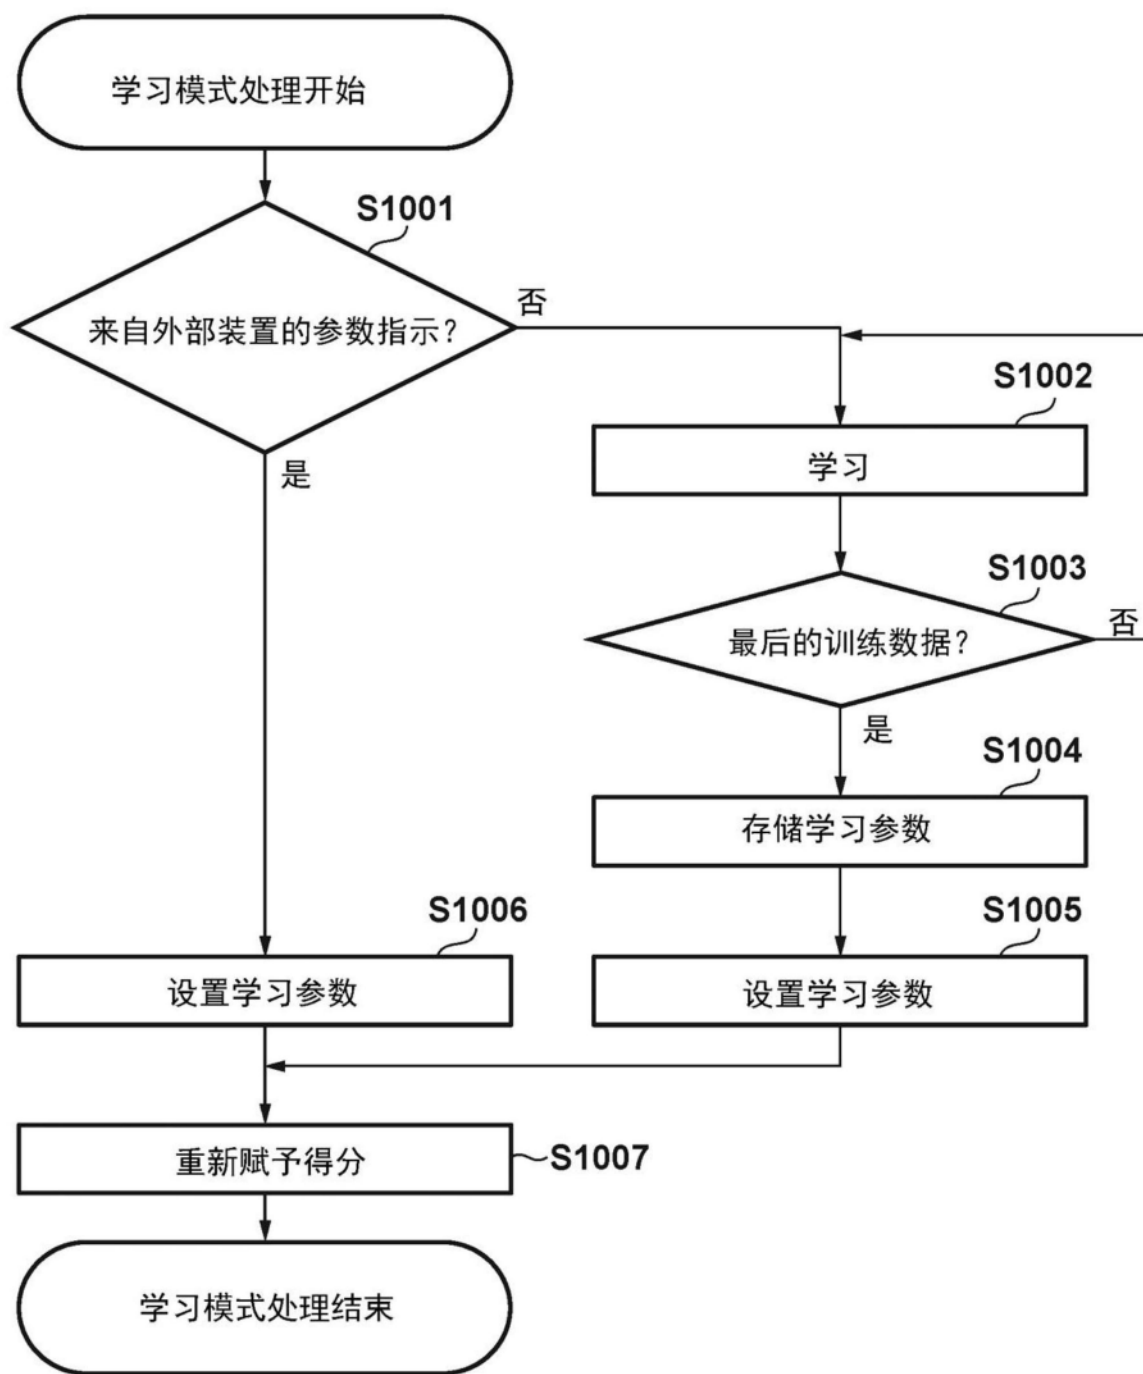 学习模式处理开始
S1001
来自外部装置的参数指示?
否
是
S1002
学习
S1003
最后的训练数据?
否
是
S1004
存储学习参数
S1006
设置学习参数
S1005
设置学习参数
重新赋予得分
S1007
学习模式处理结束